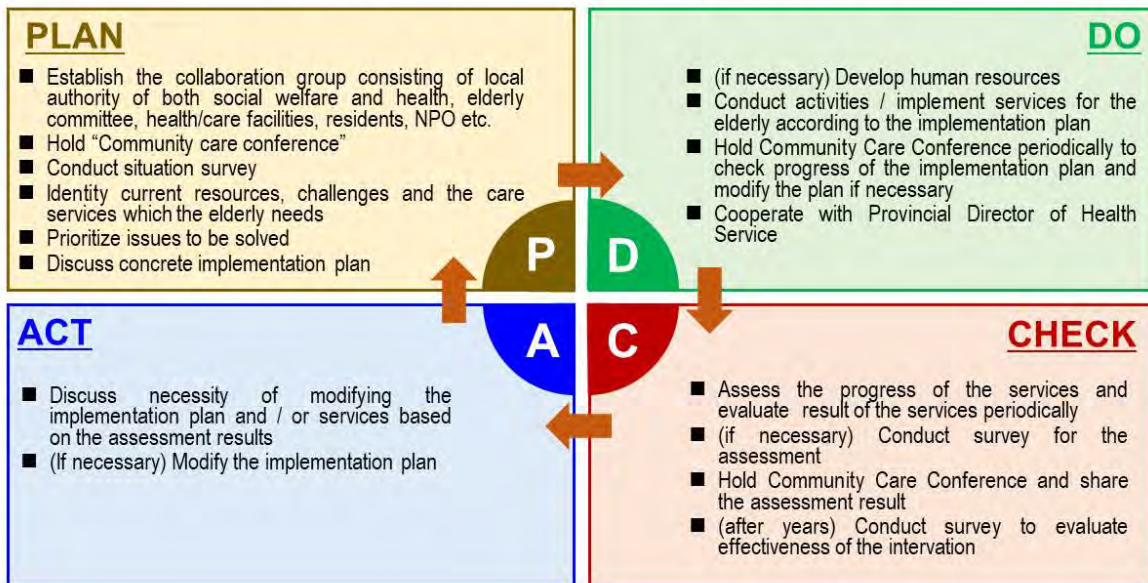 PLAN
■ Establish the collaboration group consisting of local
authority of both social welfare and health, elderly
committee, health/care facilities, residents, NPO etc.
■ Hold “Community care conference”
■ Conduct situation survey
■ Identity current resources, challenges and the care
services which the elderly needs
■ Prioritize issues to be solved
■ Discuss concrete implementation plan
P
DO
■ (if necessary) Develop human resources
■ Conduct activities / implement services for the
elderly according to the implementation plan
■ Hold Community Care Conference periodically to
check progress of the implementation plan and
modify the plan if necessary
■ Cooperate with Provincial Director of Health
Service
D
ACT
■ Discuss necessity of modifying the
implementation plan and / or services based
on the assessment results
■ (If necessary) Modify the implementation plan
A
CHECK
■ Assess the progress of the services and
evaluate result of the services periodically
■ (if necessary) Conduct survey for the
assessment
■ Hold Community Care Conference and share
the assessment result
■ (after years) Conduct survey to evaluate
effectiveness of the intervation
C